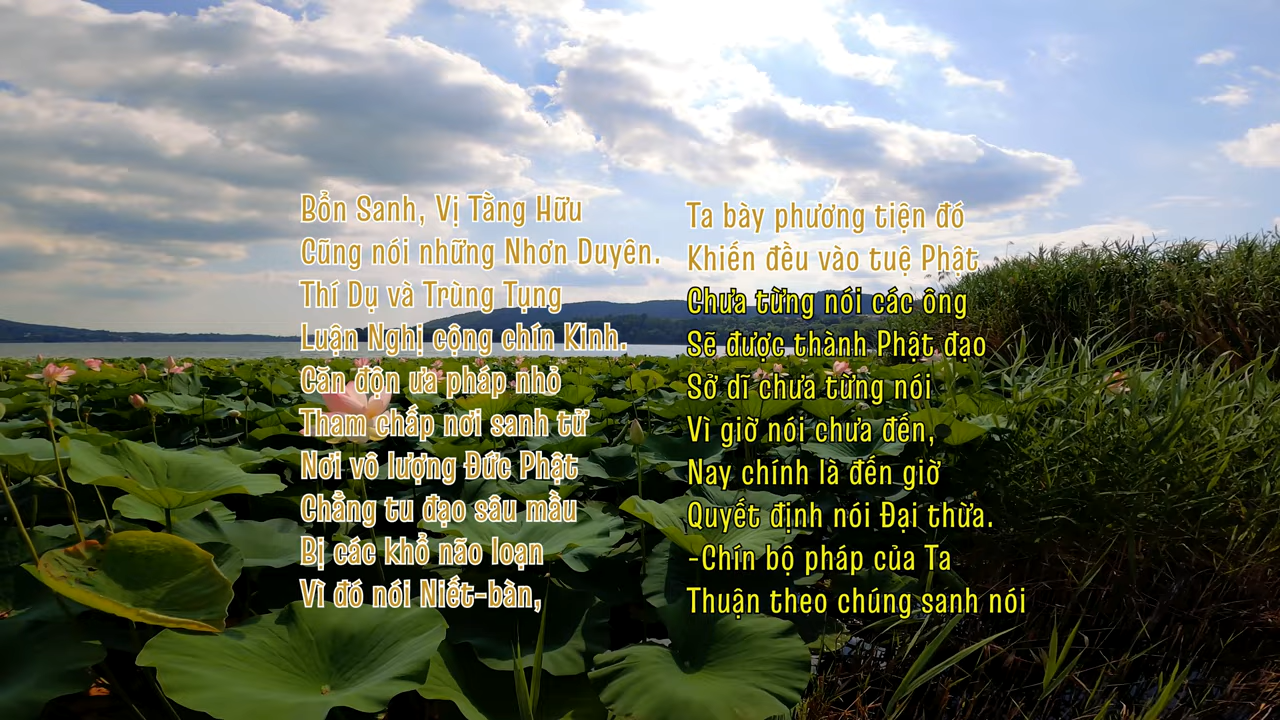 Bổn Sanh, Vị Tằng Hữu
Cũng nói những Nhơn Duyên.
Thí Dụ và Trùng Tụng
Luận Nghị cộng chín Kinh.
Căn độn ưa pháp nhỏ
Tham chấp nơi sanh tử
Nơi vô lượng Đức Phật
Chẳng tu đạo sâu mầu
Bị các khổ não loạn
Vì đó nói Niết-bàn,
Ta bày phương tiện đó
Khiến đều vào tuệ Phật
Chưa từng nói các ông
Sẽ được thành Phật đạo
Sở dĩ chưa từng nói
Vì giờ nói chưa đến,
Nay chính là đến giờ
Quyết định nói Đại thừa.
-Chín bộ pháp của Ta
Thuận theo chúng sanh nói